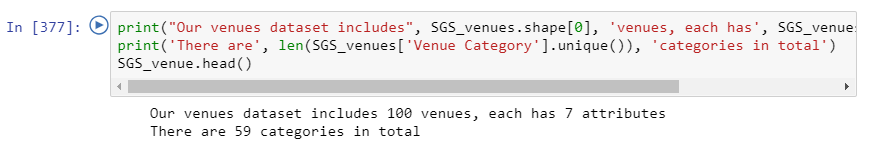 In [377]: print("Our venues dataset includes", SGS_venues.shape[0], 'venues, each has', SGS_venues
print('There are', len(SGS_venues['Venue Category'].unique()), 'categories in total')
SGS_venue.head()
Our venues dataset includes 100 venues, each has 7 attributes
There are 59 categories in total